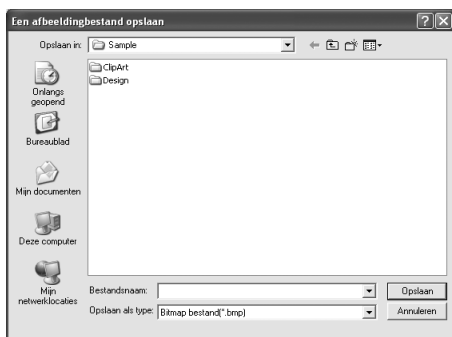 Een afbeeldingbestand opslaan
Opslaan in:
Sample
ClipArt
Design
Onlangs
geopend
Bureaublad
Mijn documenten
Deze computer
Mijn
netwerklocaties
Bestandsnaam:
Opslaan
Opslaan als type:
Bitmap bestand(*.bmp)
Annuleren